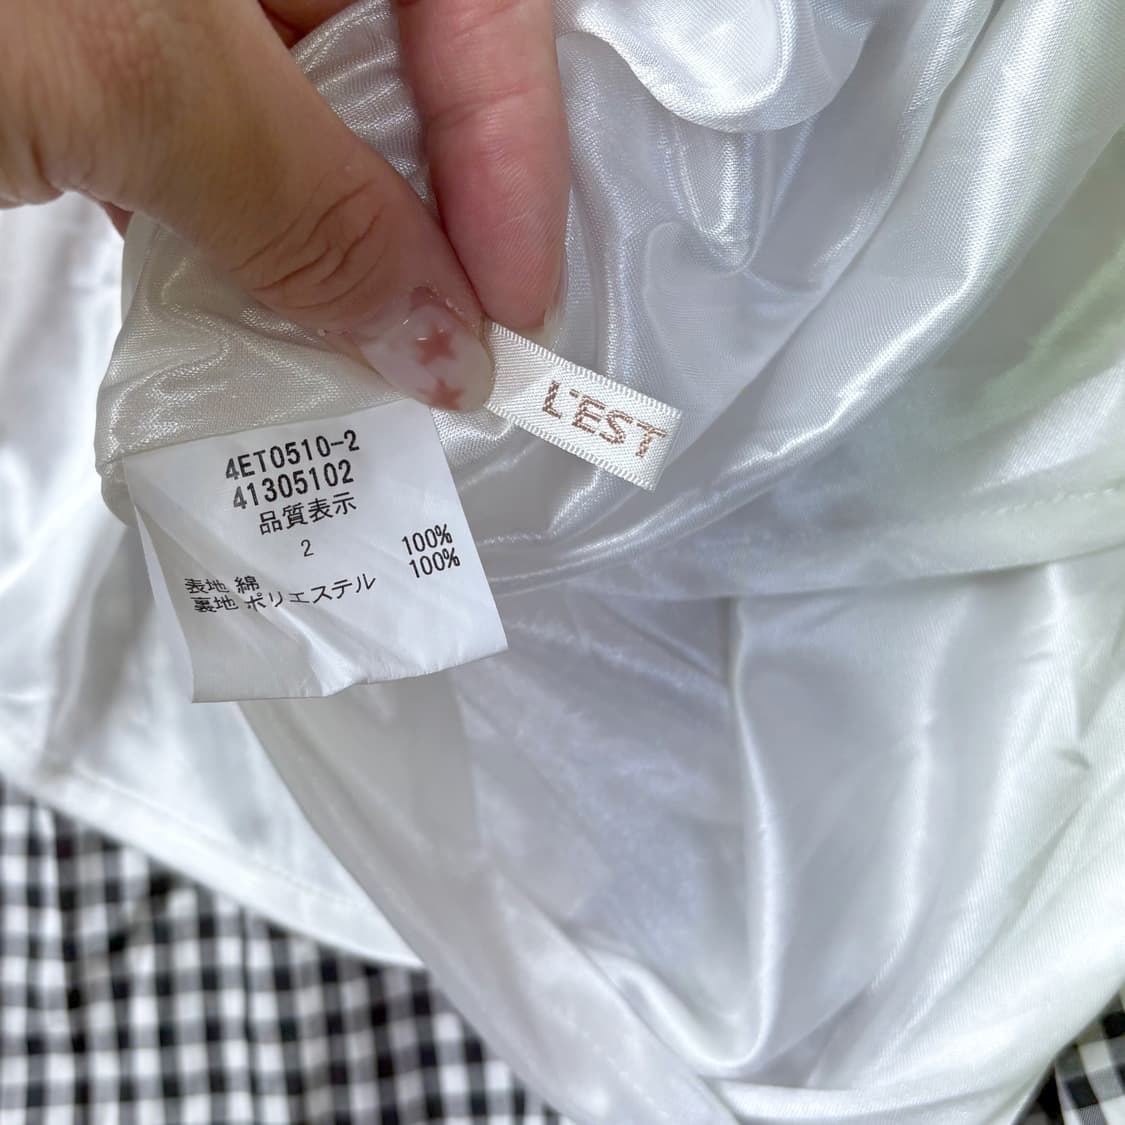 L'EST
4ET0510-2
41305102
品質表示
2
表地 綿 100%
裏地 ポリエステル 100%